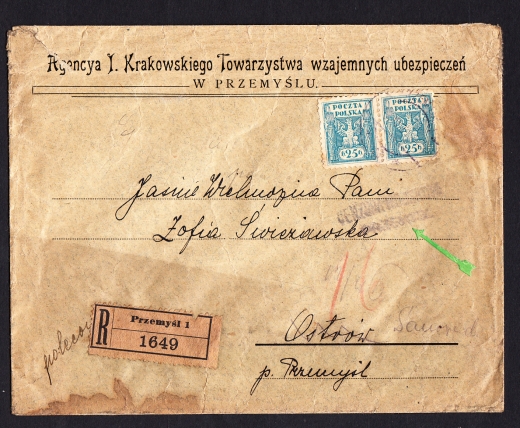 Agencya I. Krakowskiego Towarzystwa wzajemnych ubezpieczeń
W PRZEMYŚLU.
POCZTA POLSKA
25
POCZTA POLSKA
25
Jaśnie Wielmożna Pani
Zofia Świeżawska
R
Przemyśl 1
1649
Ostrów
p. Przemyśl